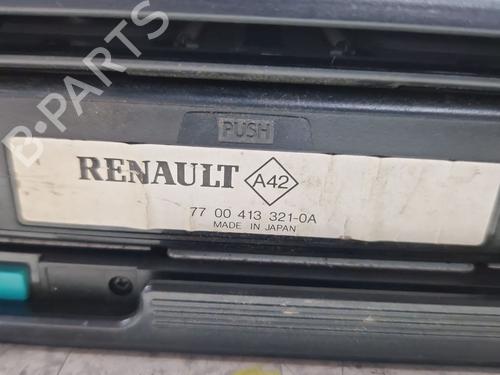 B-PARTS
PUSH
RENAULT A42
77 00 413 321-0A
MADE IN JAPAN